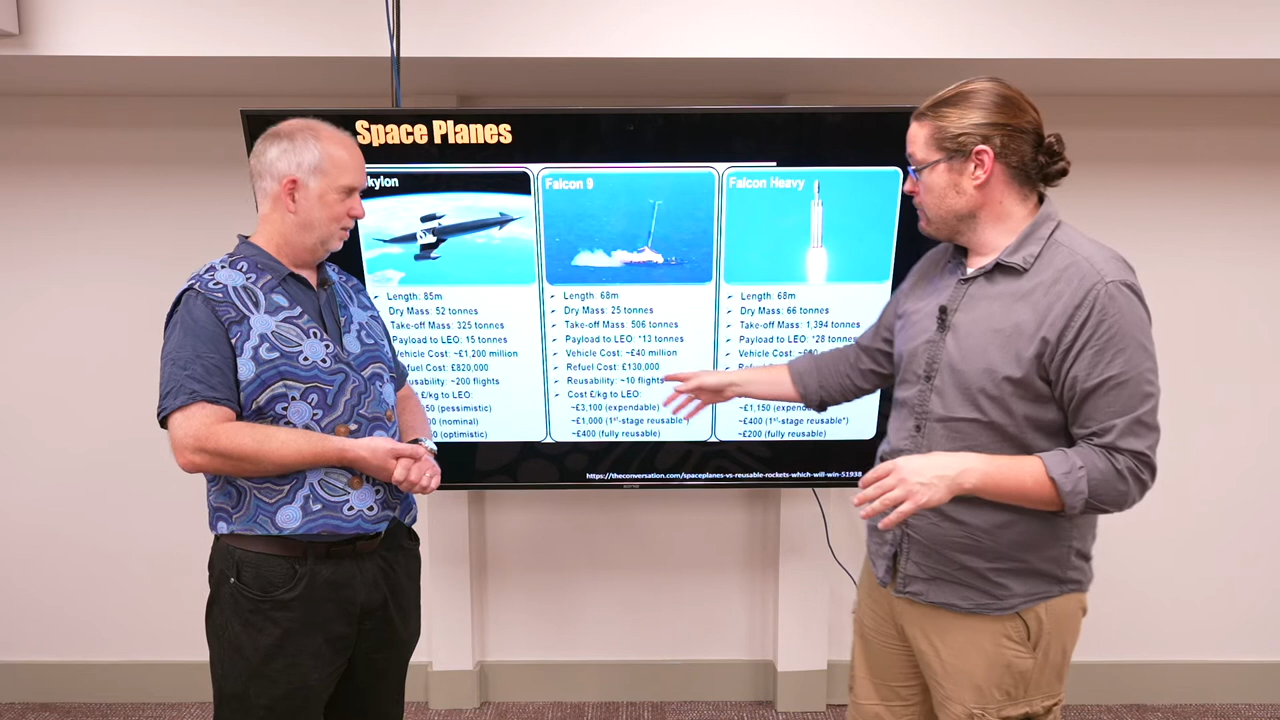 Space Planes
kylon
Length: 85m
Dry Mass: 52 tonnes
Take-off Mass: 325 tonnes
Payload to LEO: 15 tonnes
Vehicle Cost: ~£1,200 million
Refuel Cost: £820,000
usability: ~200 flights
Cost £/kg to LEO:
(pessimistic)
(nominal)
(optimistic)
Falcon 9
Length: 68m
Dry Mass: 25 tonnes
Take-off Mass: 506 tonnes
Payload to LEO: *13 tonnes
Vehicle Cost: ~£40 million
Refuel Cost: £130,000
Reusability: ~10 flights
Cost £/kg to LEO:
~£3,100 (expendable)
~£1,000 (1st-stage reusable*)
~£400 (fully reusable)
Falcon Heavy
Length: 68m
Dry Mass: 66 tonnes
Take-off Mass: 1,394 tonnes
Payload to LEO: *28 tonnes
Vehicle Cost:
~£1,150
~£400 (1st-stage reusable*)
~£200 (fully reusable)
https://theconversation.com/spaceplanes-vs-reusable-rockets-which-will-win-51938